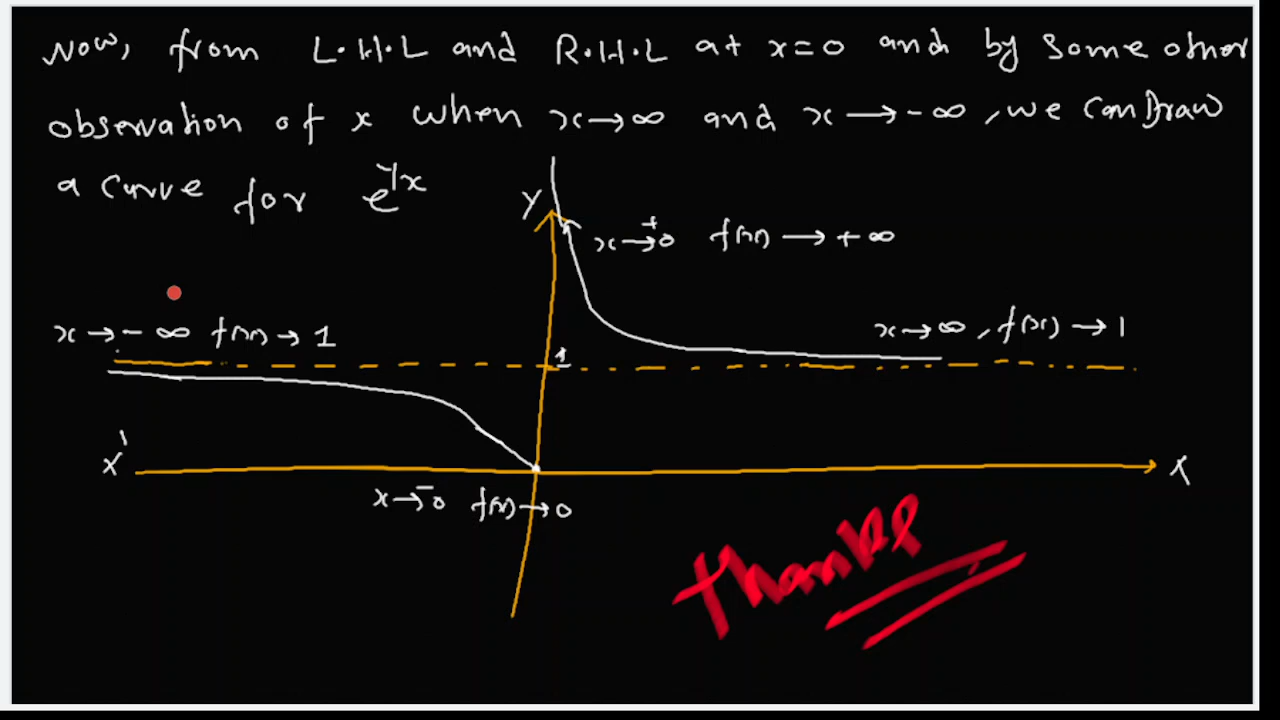 Now, from L.H.L and R.H.L at x=0 and by some other
observation of x when x→∞ and x→-∞, we can Draw
a curve for e^1/x
Y
x→0⁺ f(x)→+∞
x→-∞ f(x)→1
x→∞, f(x)→1
1
X'
X
x→0⁻ f(x)→0
Thanks